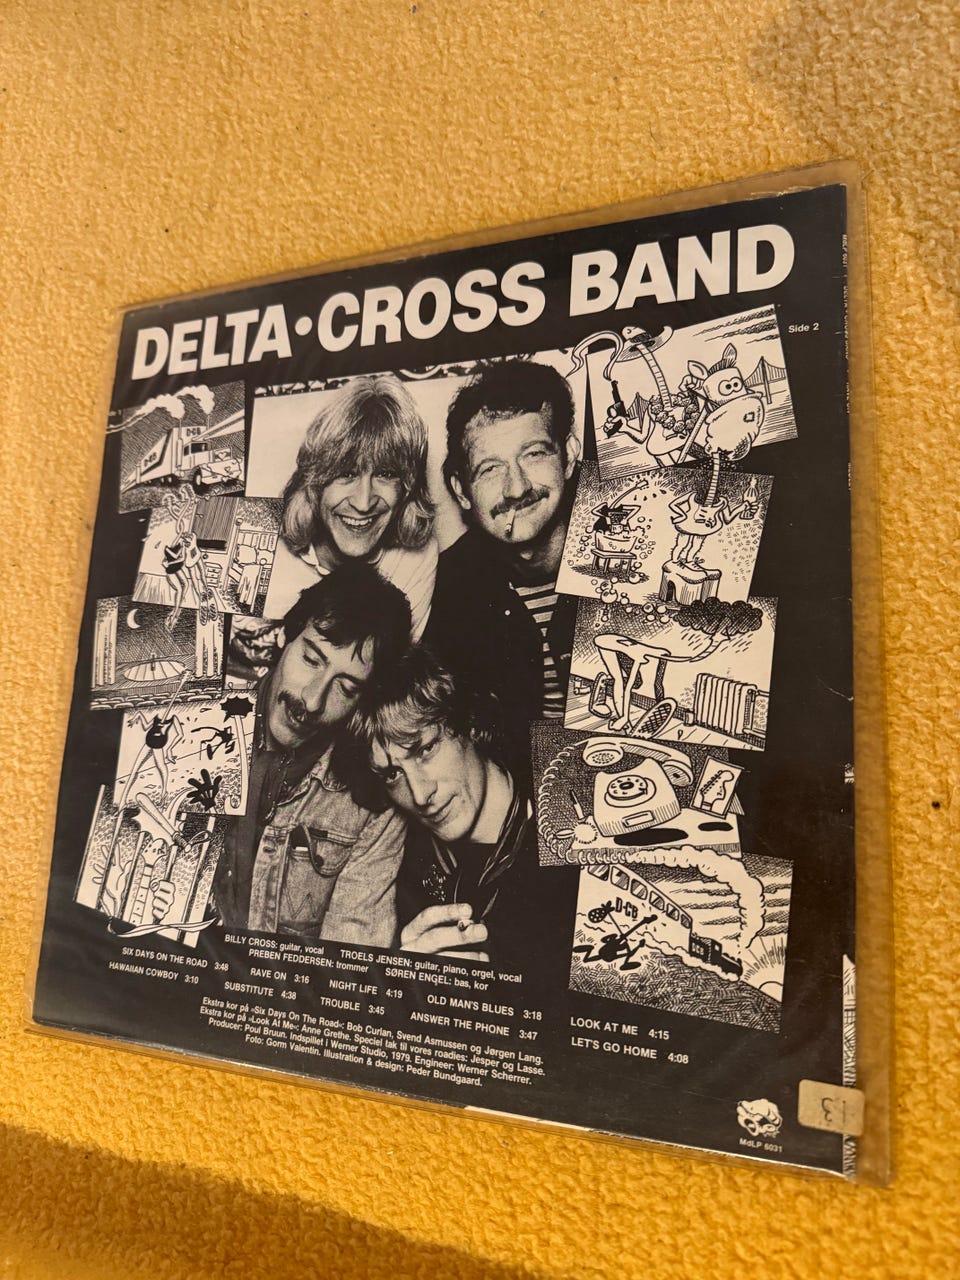 DELTA•CROSS BAND
Side 2
D-CB
D-CB
D-CB
D-CB
BILLY CROSS: guitar, vocal TROELS JENSEN: guitar, piano, orgel, vocal
PREBEN FEDDERSEN: trommer SØREN ENGEL: bas, kor
SIX DAYS ON THE ROAD 3:48 RAVE ON 3:16 NIGHT LIFE 4:19 OLD MAN'S BLUES 3:18 LOOK AT ME 4:15
HAWAIIAN COWBOY 3:10 SUBSTITUTE 4:38 TROUBLE 3:45 ANSWER THE PHONE 3:47 LET'S GO HOME 4:08
Ekstra kor på »Six Days On The Road«: Bob Curlan, Svend Asmussen og Jørgen Lang.
Ekstra kor på »Look At Me«: Anne Grethe. Speciel tak til vores roadies: Jesper og Lasse.
Producer: Poul Bruun. Indspillet i Werner Studio, 1979. Engineer: Werner Scherrer.
Foto: Gorm Valentin. Illustration & design: Peder Bundgaard.
MdLP 6031